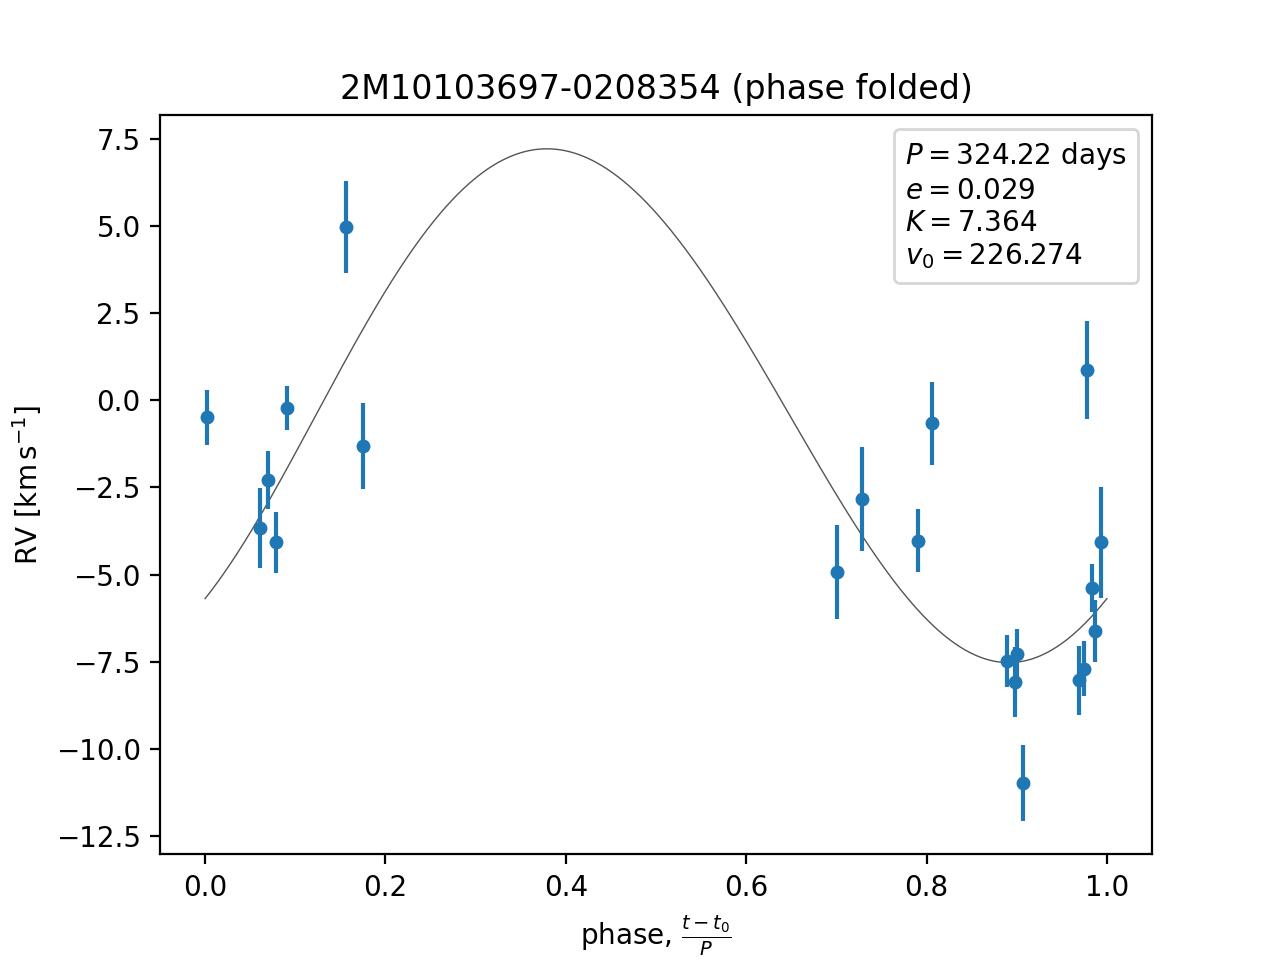 2M10103697-0208354 (phase folded)
P = 324.22 days
e = 0.029
K = 7.364
v₀ = 226.274
RV [km s⁻¹]
7.5
5.0
2.5
0.0
−2.5
−5.0
−7.5
−10.0
−12.5
0.0 0.2 0.4 0.6 0.8 1.0
phase, (t − t₀)/P